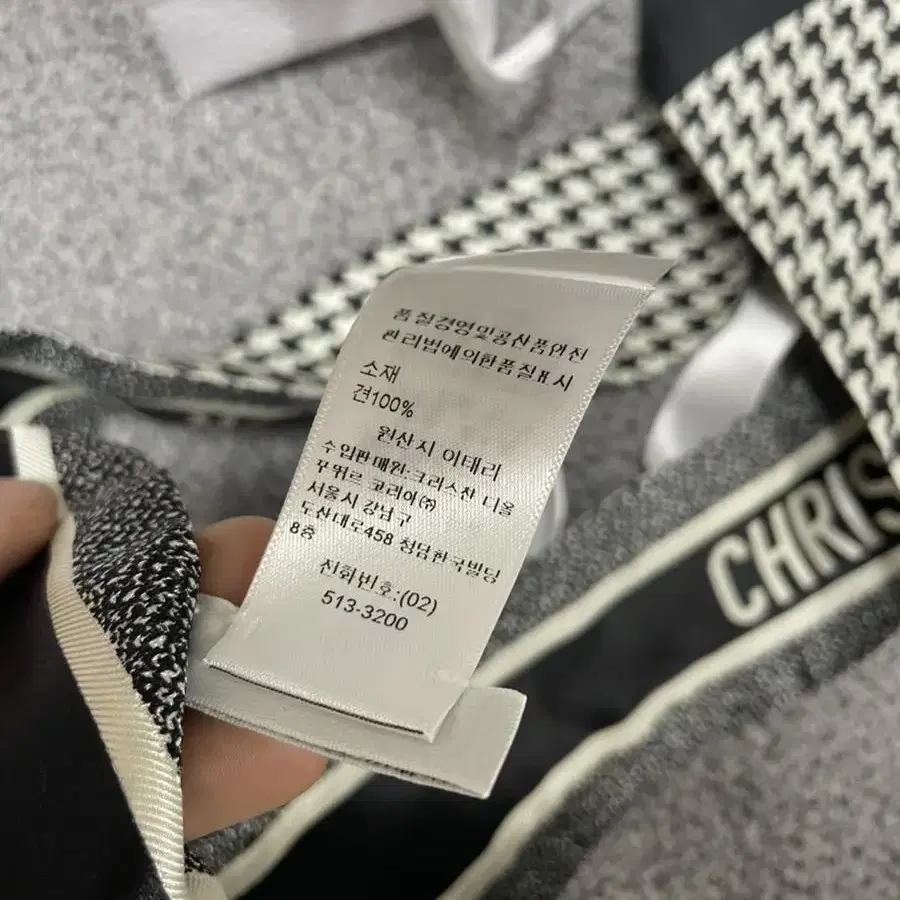 품질경영및공산품안전
관리법에의한품질표시
소재
견100%
원산지 이태리
수입판매원:크리스챤 디올
꾸뛰르 코리아㈜
서울시 강남구
도산대로458 청담한국빌딩
8층
전화번호:(02)
513-3200
CHRIS